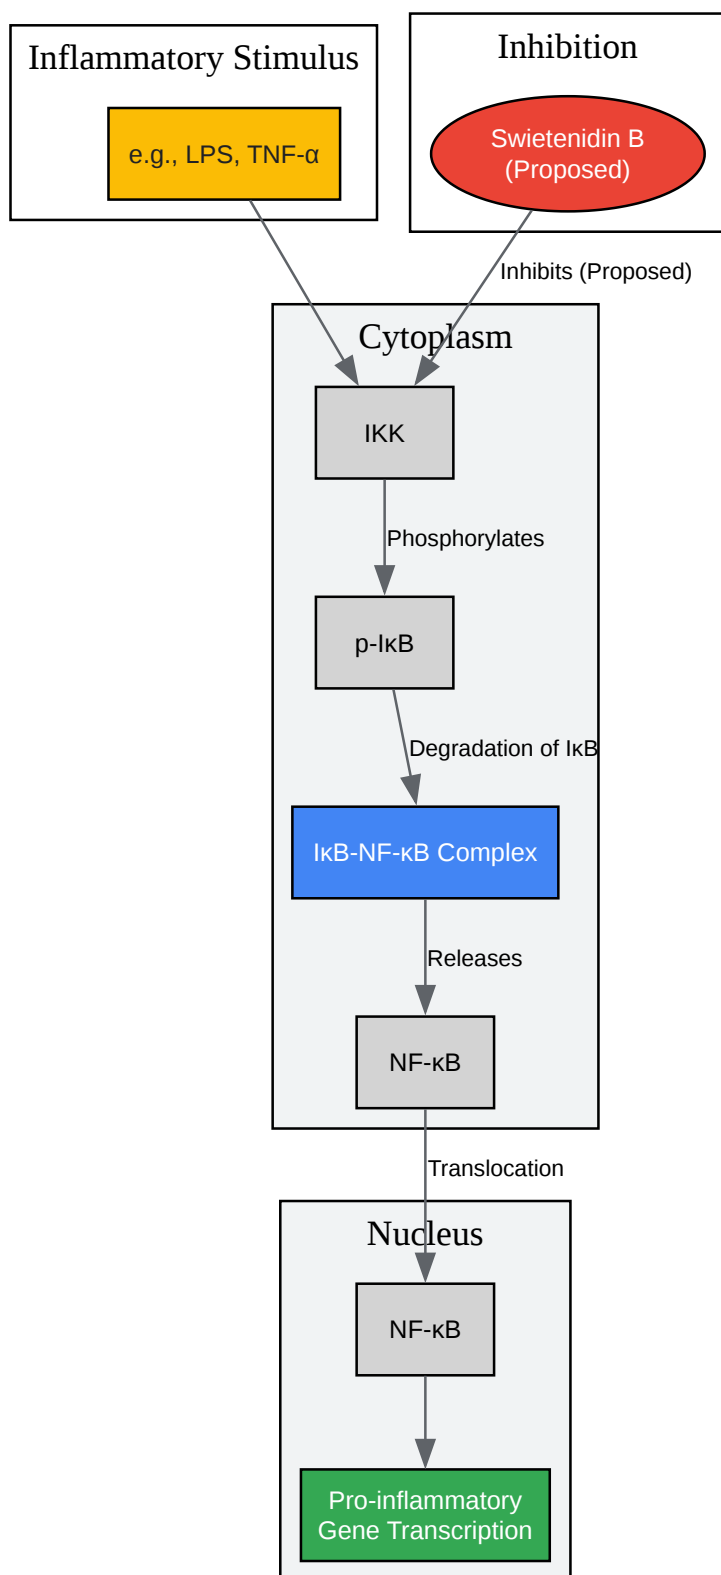 Inflammatory Stimulus
e.g., LPS, TNF-α
Inhibition
Swietenidin B
(Proposed)
Inhibits (Proposed)
Cytoplasm
IKK
Phosphorylates
p-IκB
Degradation of IκB
IκB-NF-κB Complex
Releases
NF-κB
Translocation
Nucleus
NF-κB
Pro-inflammatory
Gene Transcription